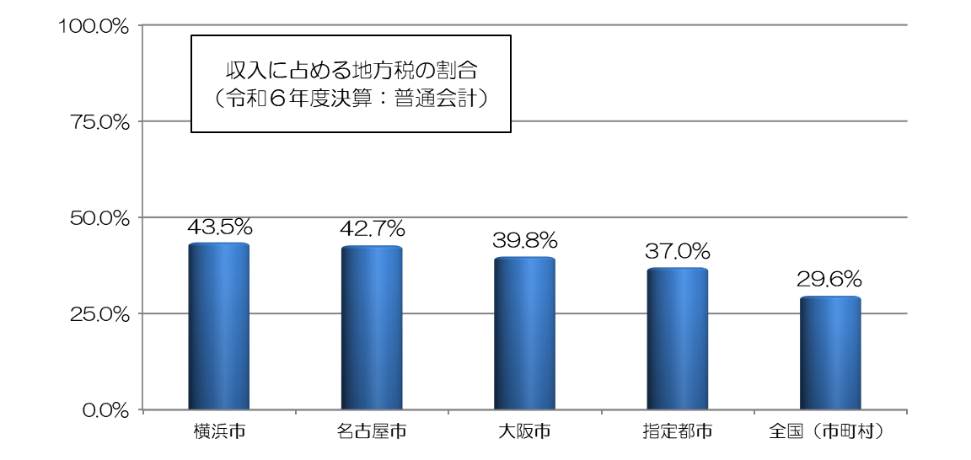 100.0%
収入に占める地方税の割合
（令和６年度決算：普通会計）
75.0%
50.0%
43.5%
42.7%
39.8%
37.0%
29.6%
25.0%
0.0%
横浜市
名古屋市
大阪市
指定都市
全国（市町村）